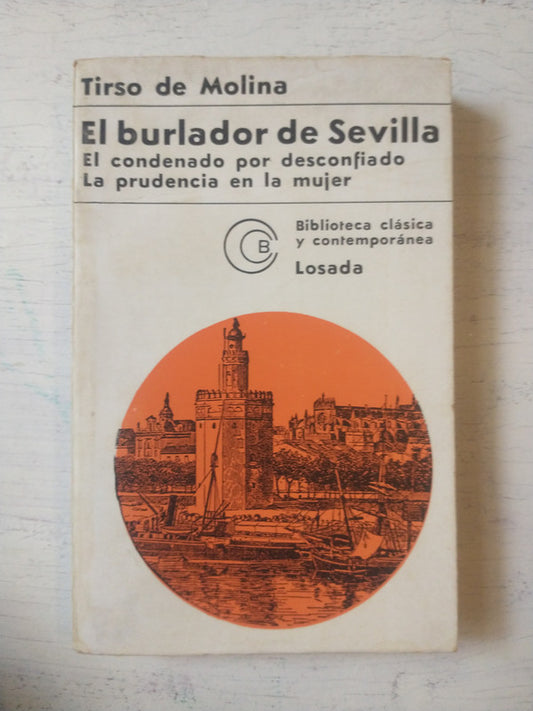 Tirso de Molina
El burlador de Sevilla
El condenado por desconfiado
La prudencia en la mujer
B
Biblioteca clásica
y contemporánea
Losada